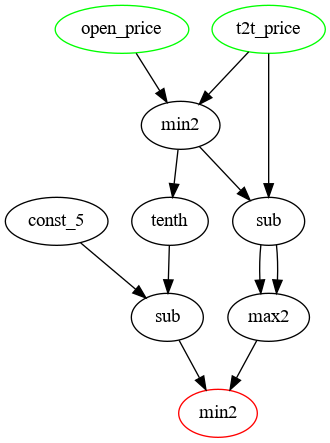 open_price t2t_price
min2
const_5 tenth sub
sub max2
min2